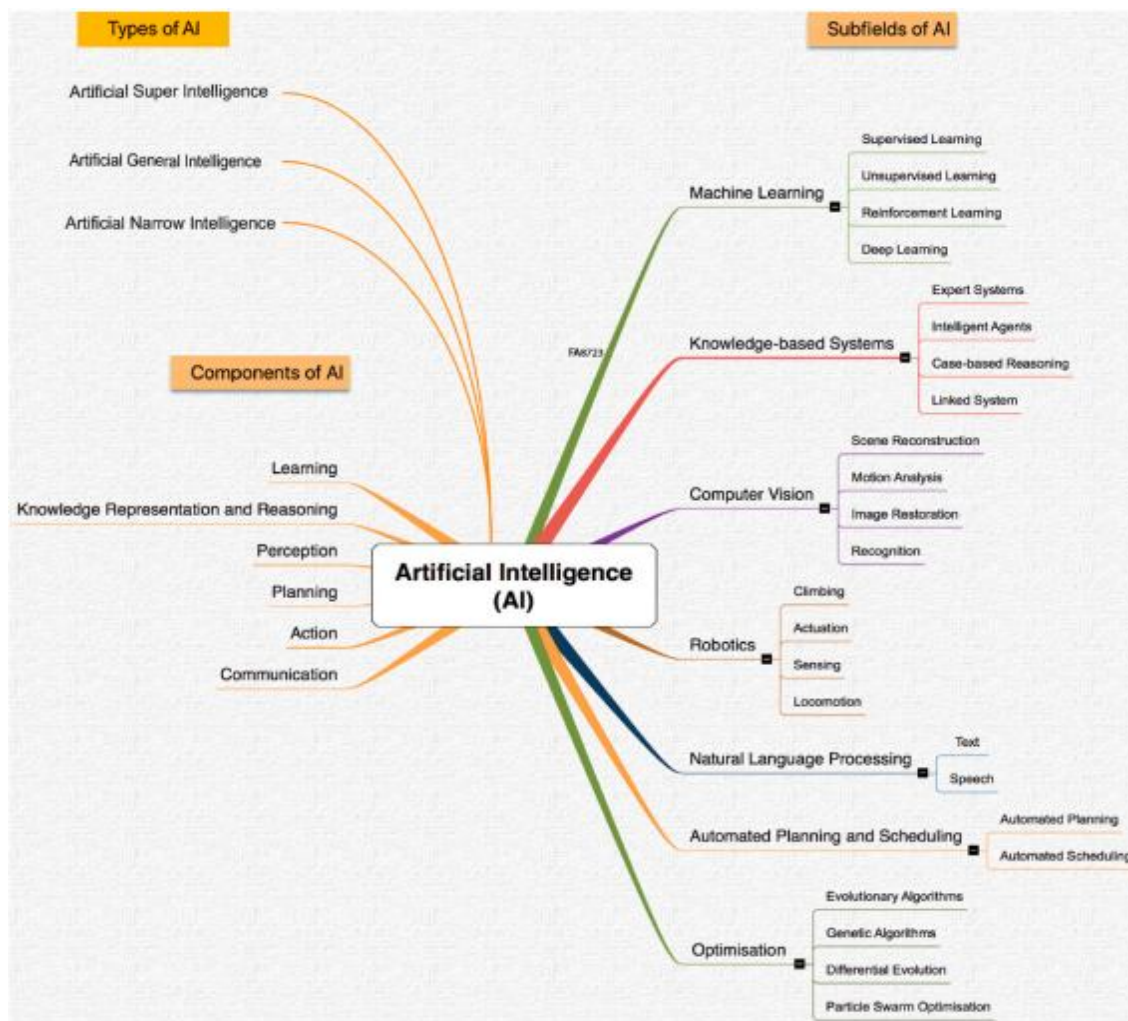 Types of AI
Artificial Super Intelligence
Artificial General Intelligence
Artificial Narrow Intelligence
Components of AI
Learning
Knowledge Representation and Reasoning
Perception
Planning
Action
Communication
Artificial Intelligence
(AI)
Subfields of AI
FA8723
Machine Learning
Supervised Learning
Unsupervised Learning
Reinforcement Learning
Deep Learning
Knowledge-based Systems
Expert Systems
Intelligent Agents
Case-based Reasoning
Linked System
Computer Vision
Scene Reconstruction
Motion Analysis
Image Restoration
Recognition
Robotics
Climbing
Actuation
Sensing
Locomotion
Natural Language Processing
Text
Speech
Automated Planning and Scheduling
Automated Planning
Automated Scheduling
Optimisation
Evolutionary Algorithms
Genetic Algorithms
Differential Evolution
Particle Swarm Optimisation